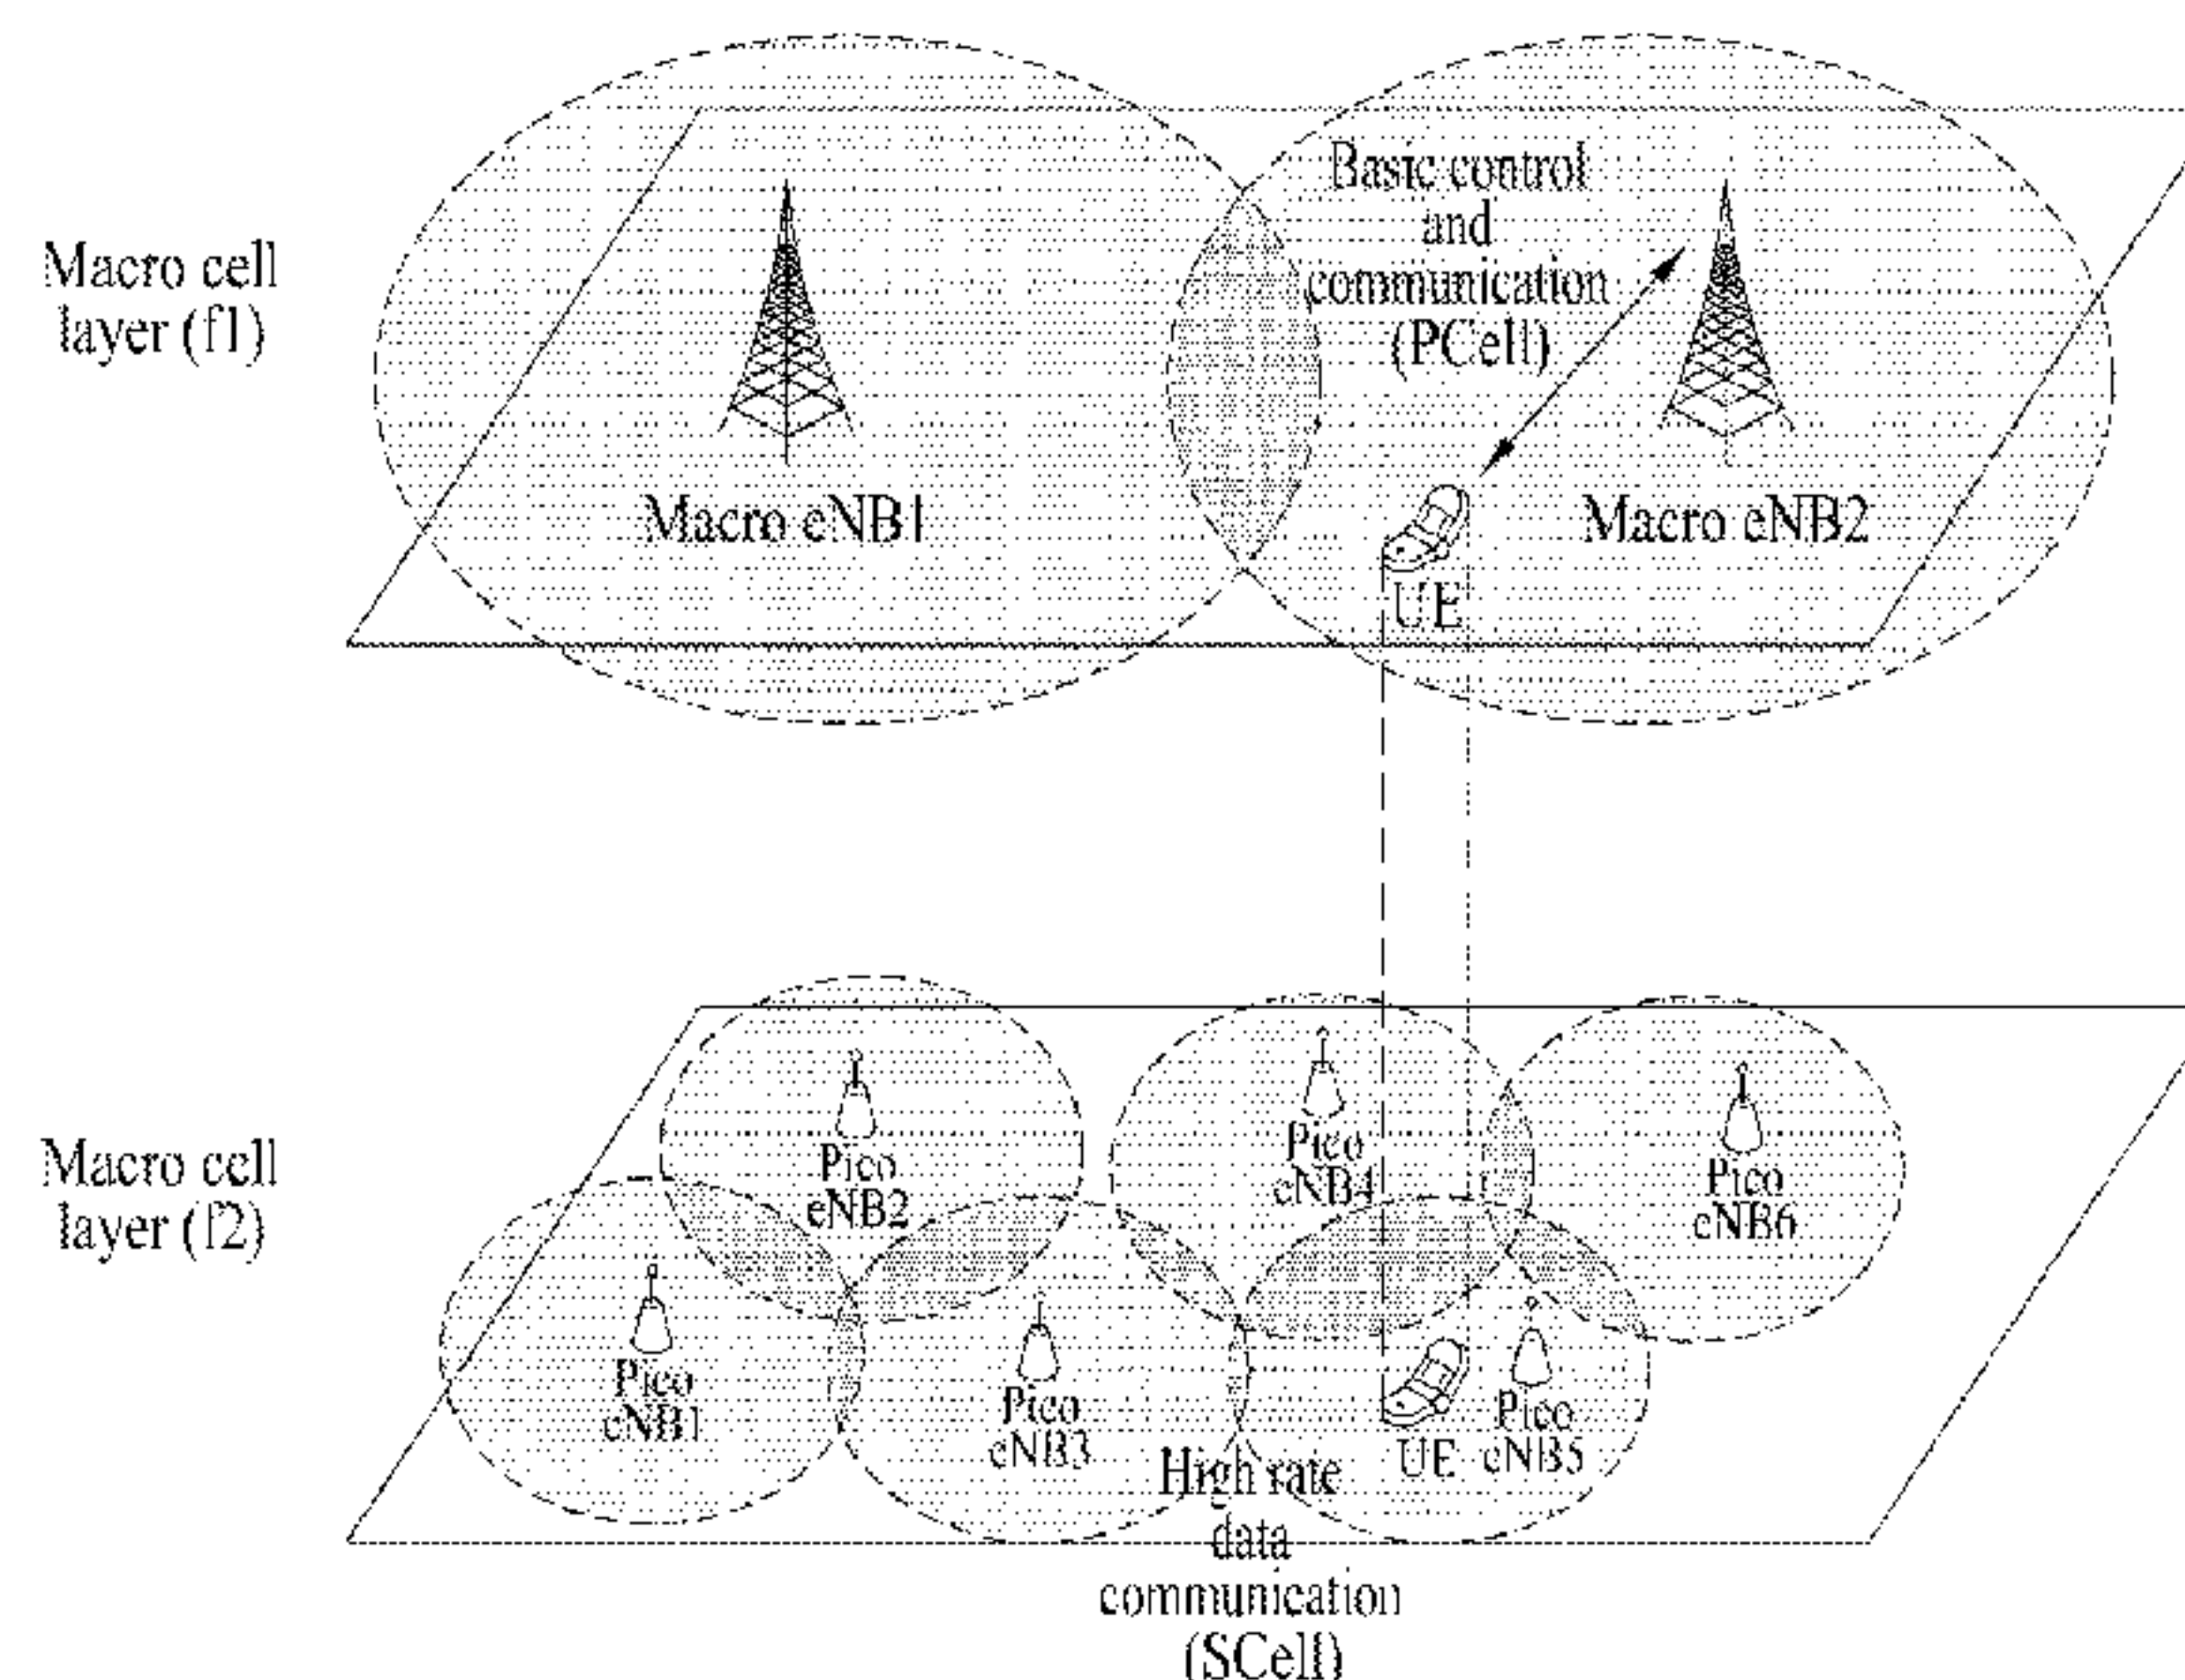 Macro cell
layer (f1)
Basic control
and
communication
(PCell)
Macro eNB1
Macro eNB2
UE
Macro cell
layer (f2)
Pico
eNB2
Pico
eNB4
Pico
eNB6
Pico
eNB1
Pico
eNB3
UE
Pico
eNB5
High rate
data
communication
(SCell)